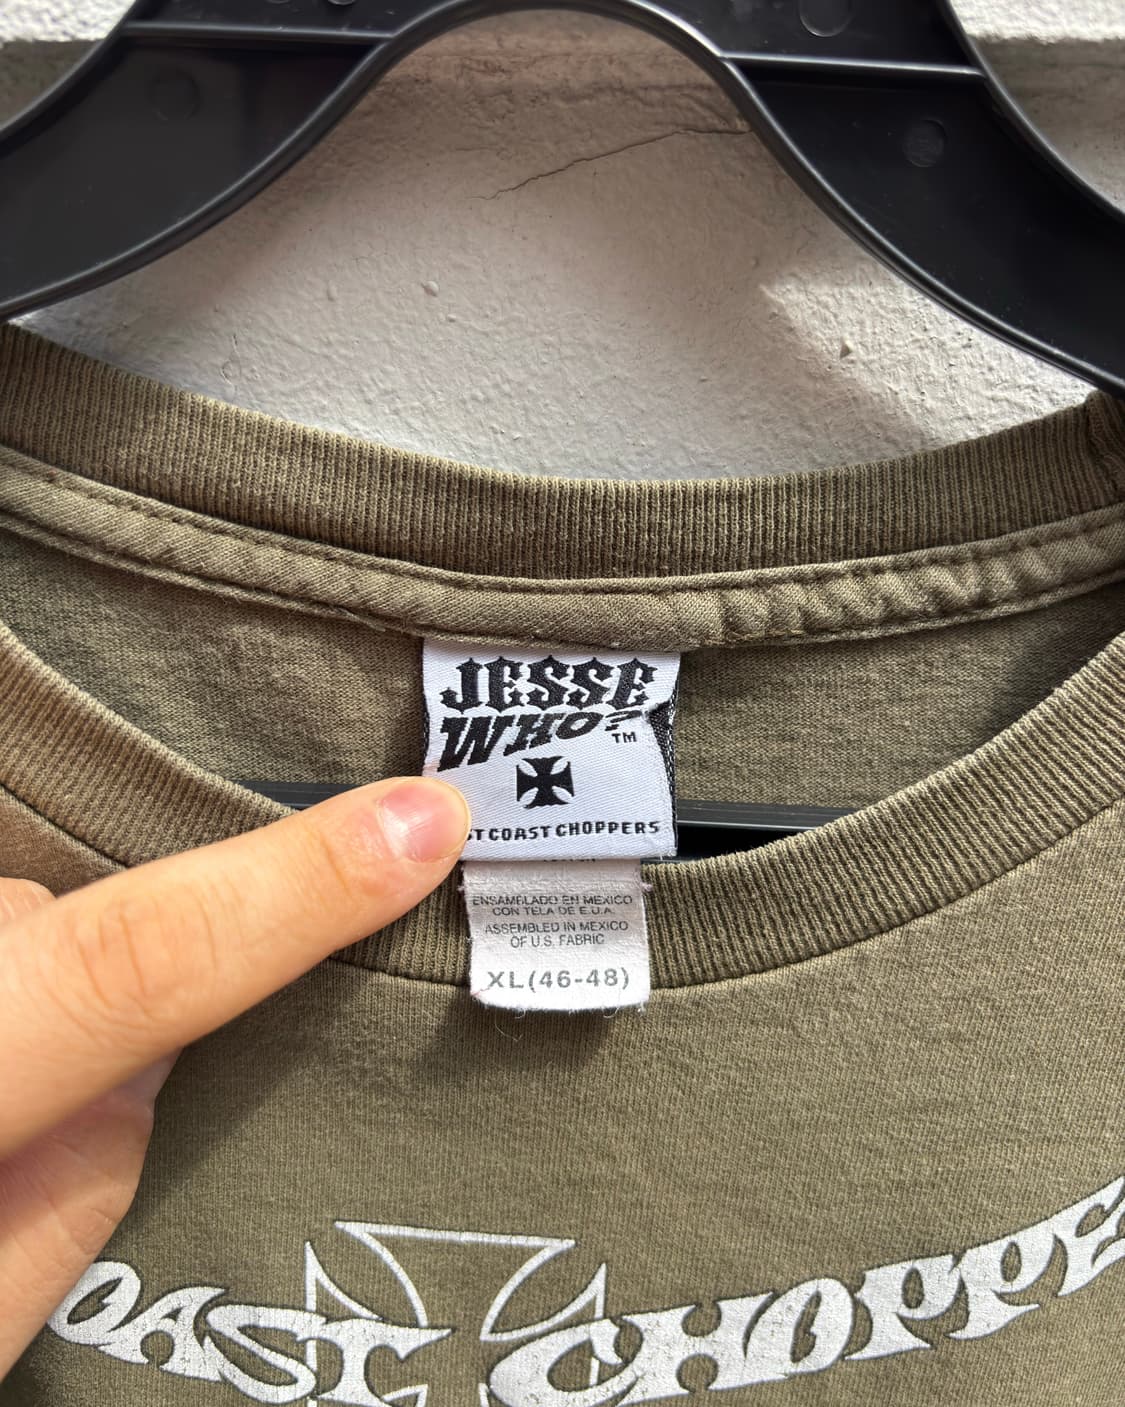 JESSE
WHO?™
ST COAST CHOPPERS
ENSAMBLADO EN MEXICO
CON TELA DE E.U.A.
ASSEMBLED IN MEXICO
OF U.S. FABRIC
XL(46-48)
OAST CHOPPE